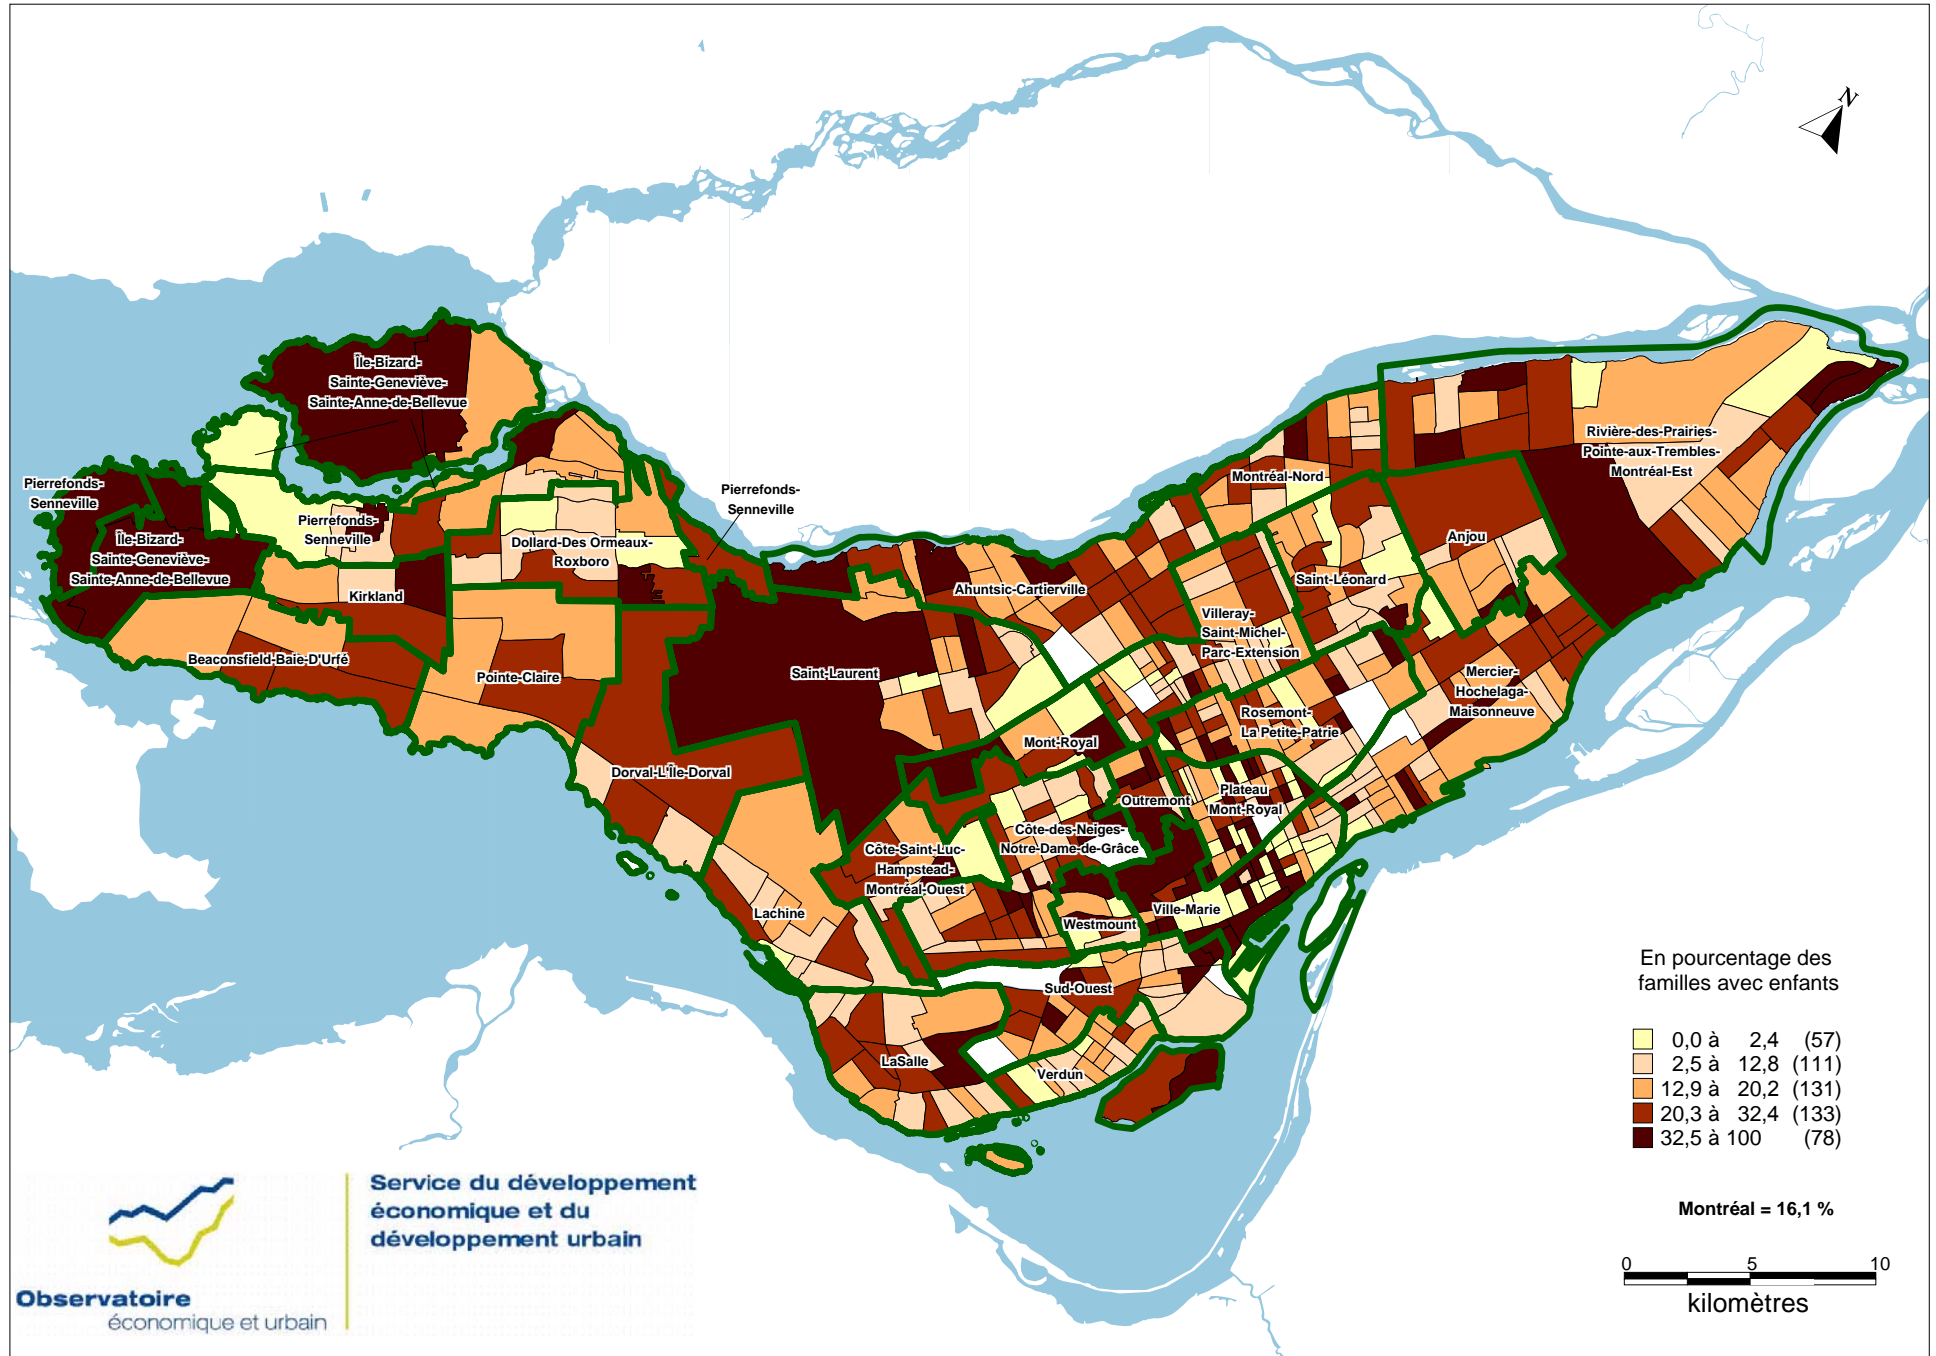 N
Île-Bizard-
Sainte-Geneviève-
Sainte-Anne-de-Bellevue
Pierrefonds-
Senneville
Pierrefonds-
Senneville
Île-Bizard-
Sainte-Geneviève-
Sainte-Anne-de-Bellevue
Kirkland
Beaconsfield-Baie-D'Urfé
Pointe-Claire
Dollard-Des Ormeaux-
Roxboro
Pierrefonds-
Senneville
Dorval-L'Île-Dorval
Saint-Laurent
Ahuntsic-Cartierville
Montréal-Nord
Rivière-des-Prairies-
Pointe-aux-Trembles-
Montréal-Est
Anjou
Saint-Léonard
Villeray-
Saint-Michel-
Parc-Extension
Mercier-
Hochelaga-
Maisonneuve
Rosemont-
La Petite-Patrie
Mont-Royal
Outremont
Plateau
Mont-Royal
Côte-des-Neiges-
Notre-Dame-de-Grâce
Côte-Saint-Luc-
Hampstead-
Montréal-Ouest
Lachine
Westmount
Ville-Marie
Sud-Ouest
LaSalle
Verdun
En pourcentage des
familles avec enfants
0,0 à 2,4 (57)
2,5 à 12,8 (111)
12,9 à 20,2 (131)
20,3 à 32,4 (133)
32,5 à 100 (78)
Montréal = 16,1 %
0 5 10
kilomètres
Service du développement
économique et du
développement urbain
Observatoire
économique et urbain